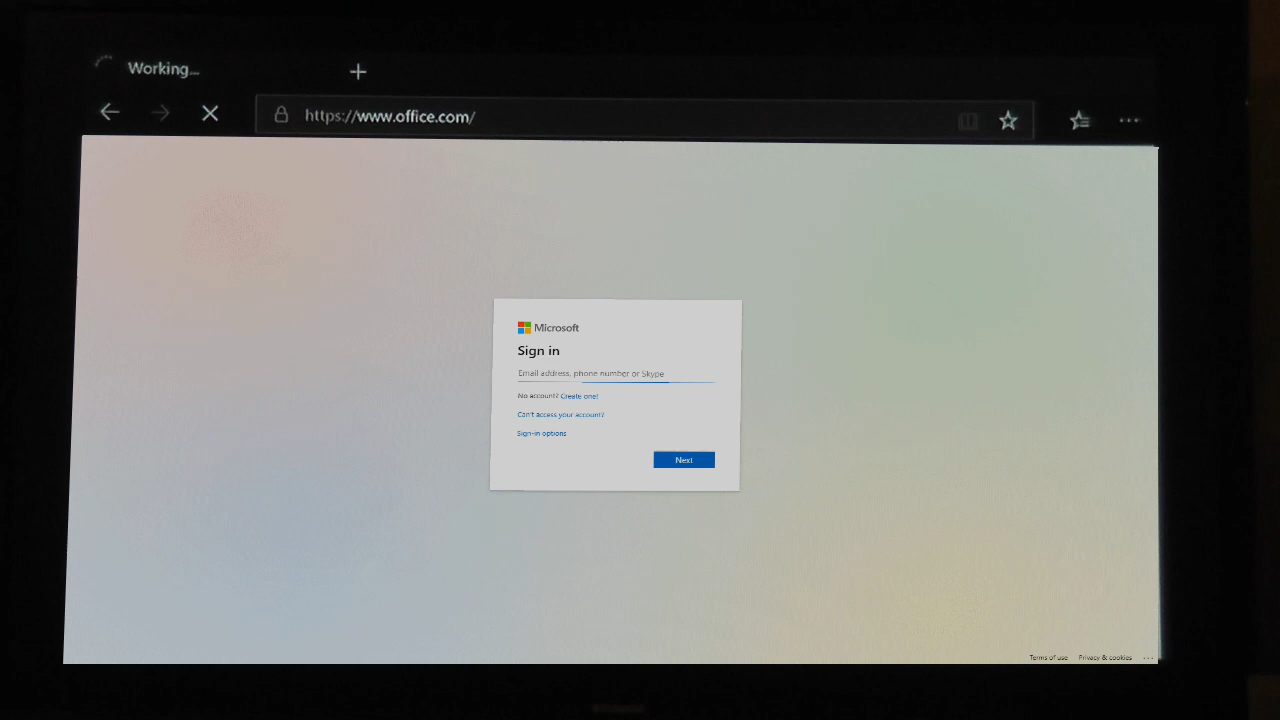 Working...
https://www.office.com/
Microsoft
Sign in
Email address, phone number or Skype
No account? Create one!
Can't access your account?
Sign-in options
Next
Terms of use Privacy & cookies ...